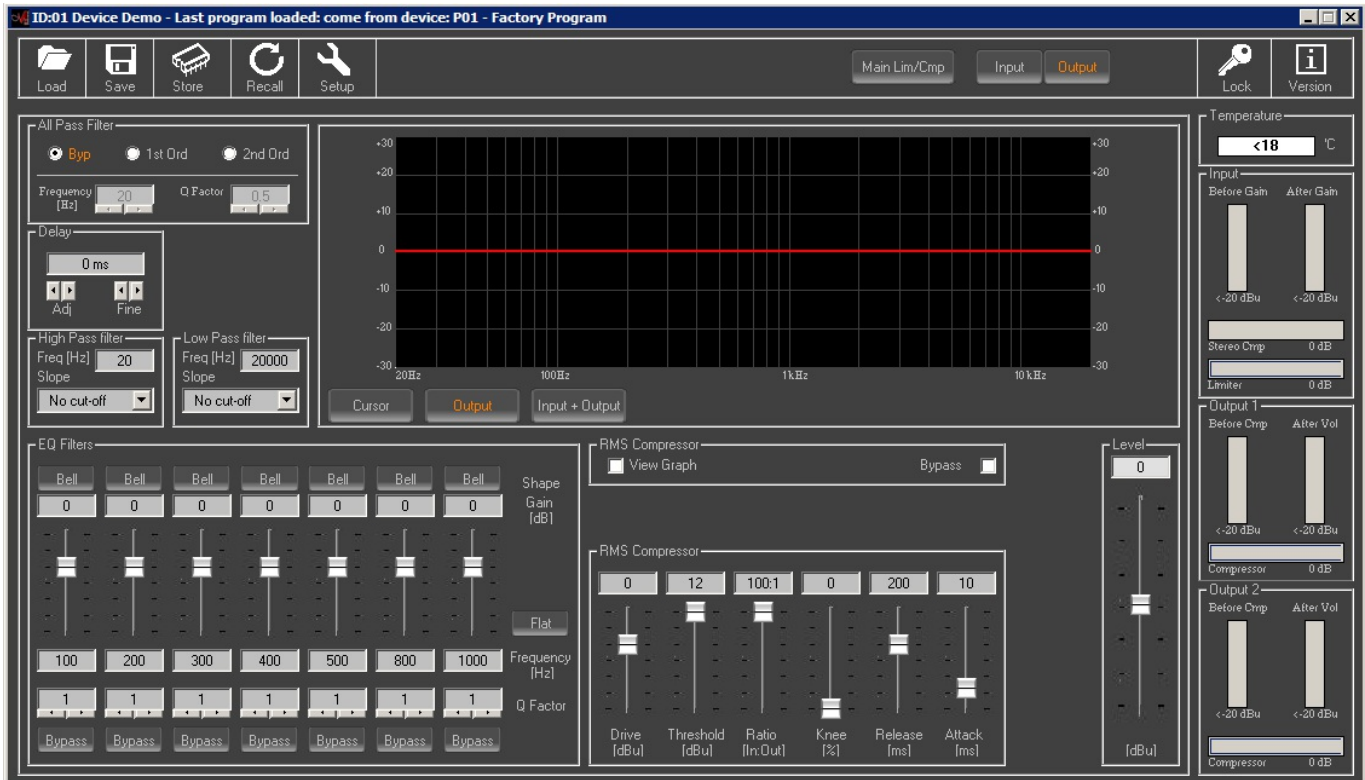 ID:01 Device Demo - Last program loaded: come from device: P01 - Factory Program
Load Save Store Recall Setup Main Lim/Cmp Input Output Lock Version
All Pass Filter
Byp 1st Ord 2nd Ord
Frequency [Hz] 20 Q Factor 0.5
Delay
0 ms
Adj Fine
High Pass filter
Freq [Hz] 20
Slope
No cut-off
Low Pass filter
Freq [Hz] 20000
Slope
No cut-off
+30 +30
+20 +20
+10 +10
0 0
-10 -10
-20 -20
-30 -30
20Hz 100Hz 1kHz 10kHz
Cursor Output Input + Output
Temperature
<18 °C
Input
Before Gain After Gain
<-20 dBu <-20 dBu
Stereo Cmp 0 dB
Limiter 0 dB
Output 1
Before Cmp After Vol
<-20 dBu <-20 dBu
Compressor 0 dB
Output 2
Before Cmp After Vol
<-20 dBu <-20 dBu
Compressor 0 dB
EQ Filters
Bell Bell Bell Bell Bell Bell Bell Shape
0 0 0 0 0 0 0 Gain
[dB]
Flat
100 200 300 400 500 800 1000 Frequency
[Hz]
1 1 1 1 1 1 1 Q Factor
Bypass Bypass Bypass Bypass Bypass Bypass Bypass
RMS Compressor
View Graph Bypass
RMS Compressor
0 12 100:1 0 200 10
Drive Threshold Ratio Knee Release Attack
[dBu] [dBu] [In:Out] [%] [ms] [ms]
Level
0
[dBu]